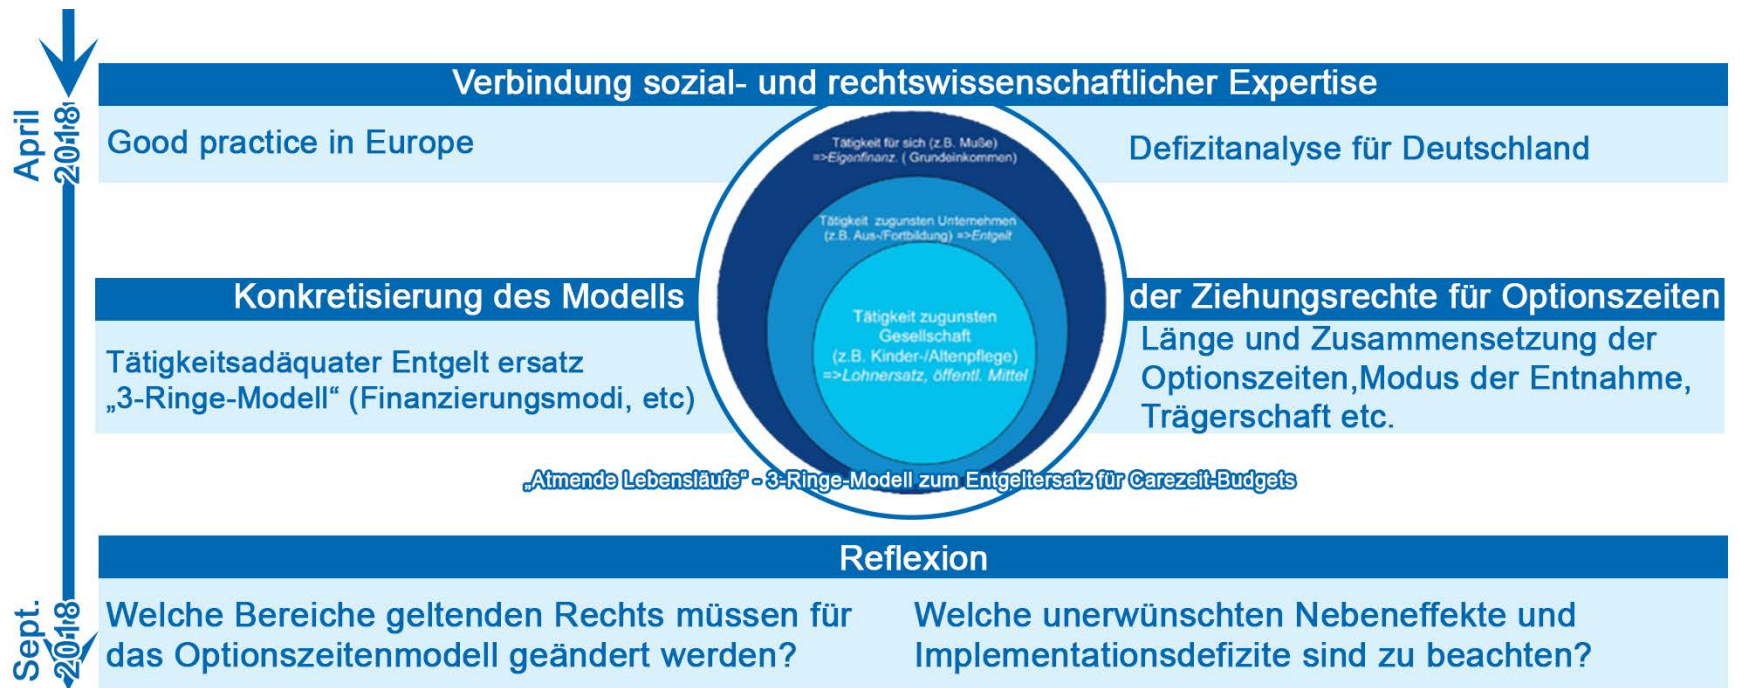 April
2018
Verbindung sozial- und rechtswissenschaftlicher Expertise
Good practice in Europe
Tätigkeit für sich (z.B. Muße)
=>Eigenfinanz. ( Grundeinkommen)
Defizitanalyse für Deutschland
Tätigkeit zugunsten Unternehmen
(z.B. Aus-/Fortbildung) =>Entgelt
Konkretisierung des Modells
der Ziehungsrechte für Optionszeiten
Tätigkeitsadäquater Entgelt ersatz
„3-Ringe-Modell“ (Finanzierungsmodi, etc)
Tätigkeit zugunsten
Gesellschaft
(z.B. Kinder-/Altenpflege)
=>Lohnersatz, öffentl. Mittel
Länge und Zusammensetzung der
Optionszeiten,Modus der Entnahme,
Trägerschaft etc.
„Atmende Lebensläufe“ - 3-Ringe-Modell zum Entgeltersatz für Carezeit-Budgets
Reflexion
Sept.
2018
Welche Bereiche geltenden Rechts müssen für
das Optionszeitenmodell geändert werden?
Welche unerwünschten Nebeneffekte und
Implementationsdefizite sind zu beachten?